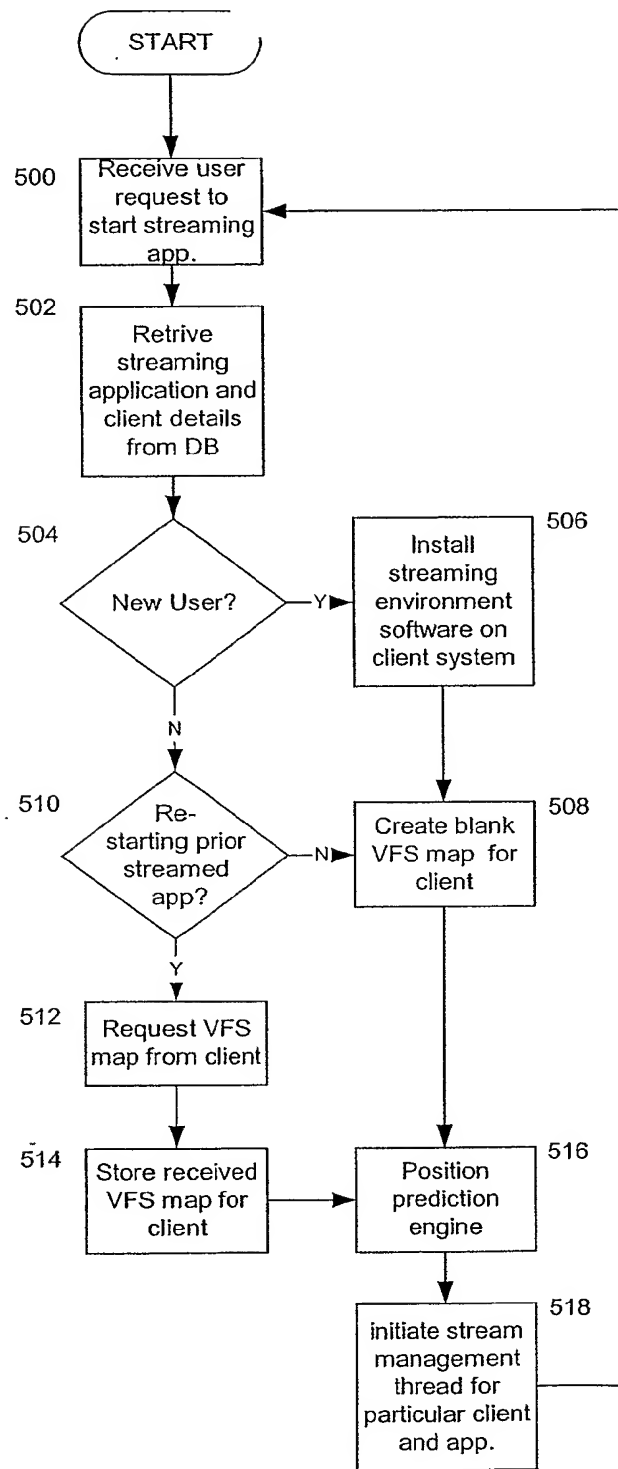 START
500
Receive user
request to
start streaming
app.
502
Retrive
streaming
application and
client details
from DB
504
New User?
Y
506
Install
streaming
environment
software on
client system
N
510
Re-
starting prior
streamed
app?
N
508
Create blank
VFS map for
client
Y
512
Request VFS
map from client
514
Store received
VFS map for
client
516
Position
prediction
engine
518
initiate stream
management
thread for
particular client
and app.